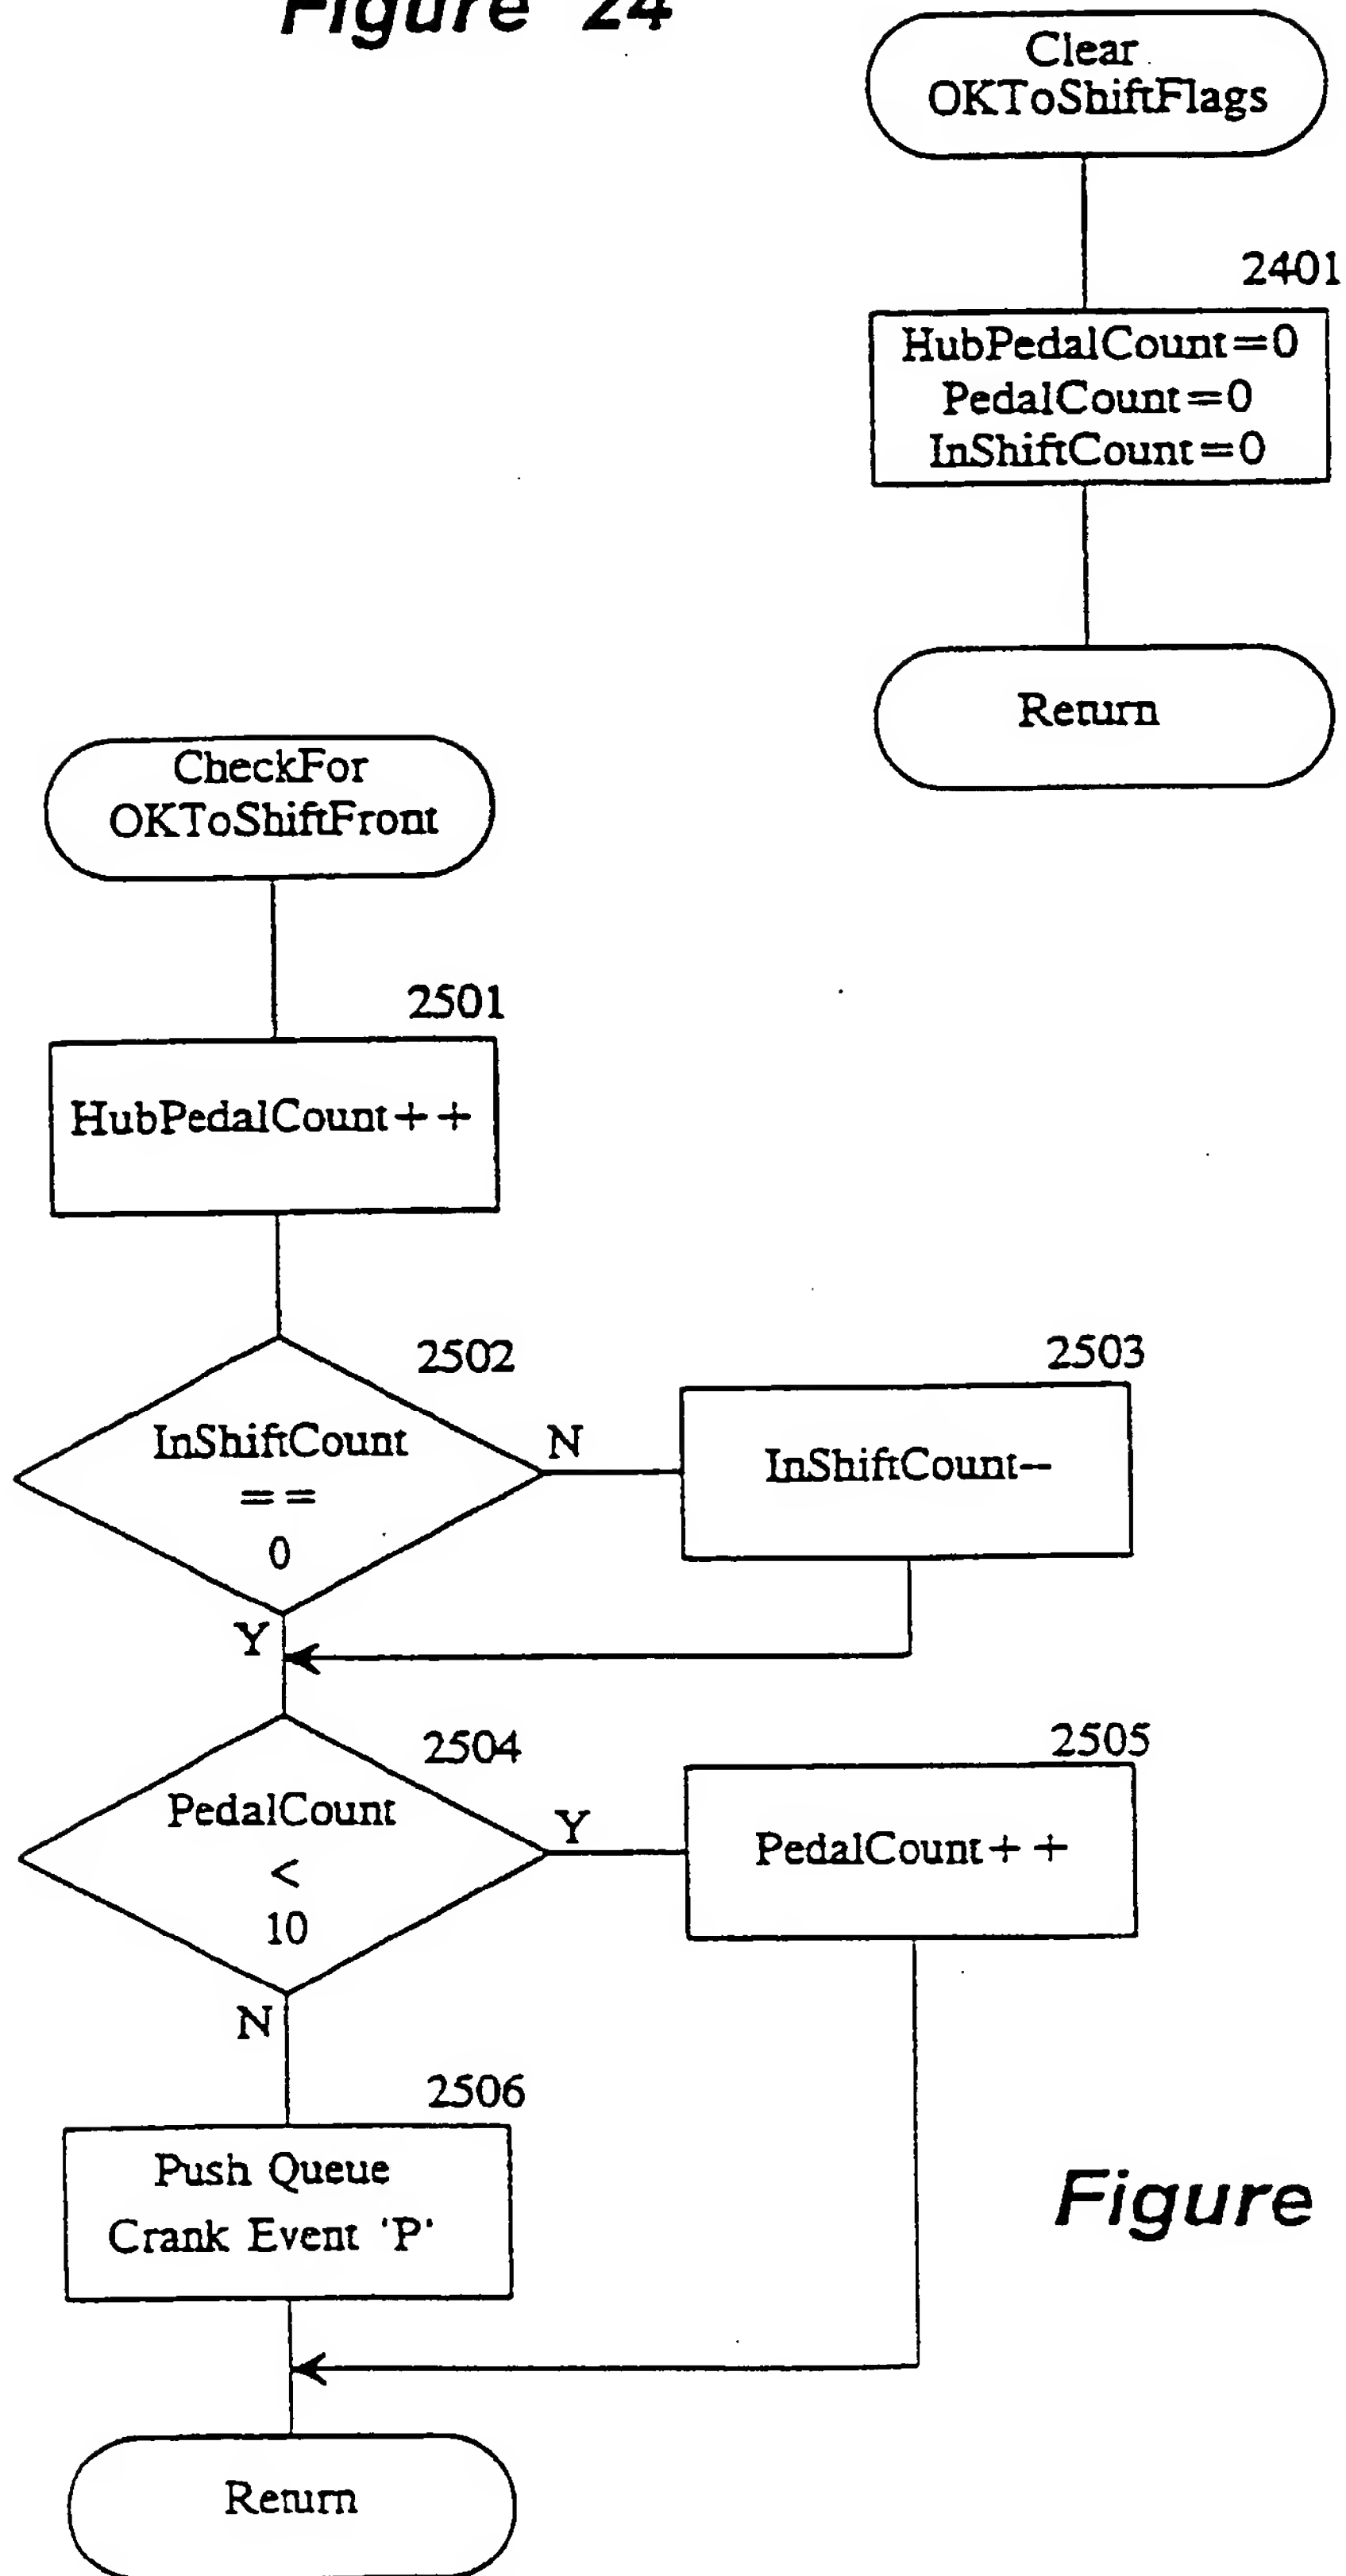 Figure 24
Clear
OKToShiftFlags
2401
HubPedalCount=0
PedalCount=0
InShiftCount=0
Return
CheckFor
OKToShiftFront
2501
HubPedalCount++
2502
InShiftCount
==
0
N
Y
2503
InShiftCount--
2504
PedalCount
<
10
Y
N
2505
PedalCount++
2506
Push Queue
Crank Event 'P'
Return
Figure